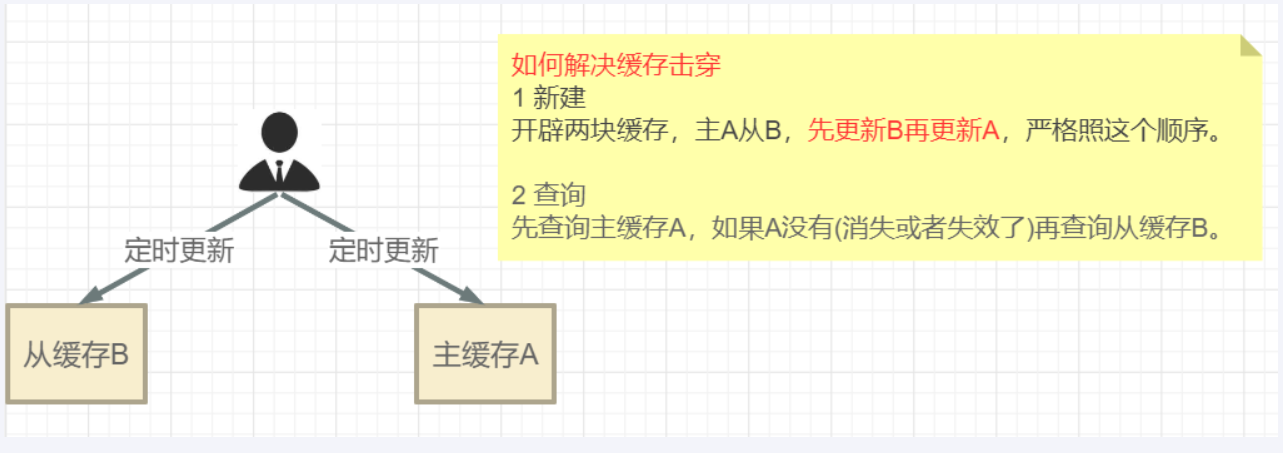 如何解决缓存击穿
1 新建
开辟两块缓存，主A从B，先更新B再更新A，严格照这个顺序。
2 查询
先查询主缓存A，如果A没有(消失或者失效了)再查询从缓存B。
定时更新
定时更新
从缓存B
主缓存A